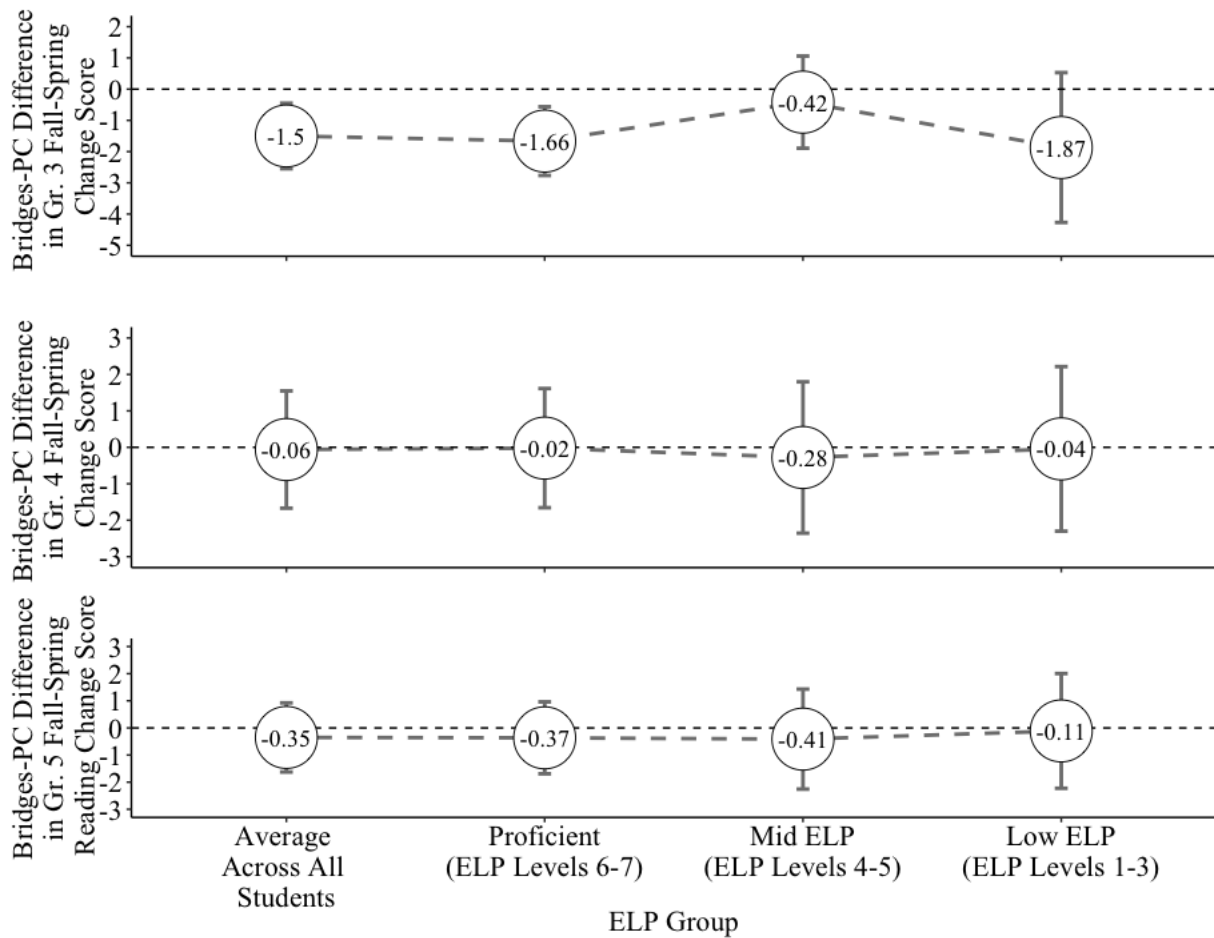 Bridges-PC Difference
in Gr. 3 Fall-Spring
Change Score
2
1
0
-1
-2
-3
-4
-5
-1.5
-1.66
-0.42
-1.87
Bridges-PC Difference
in Gr. 4 Fall-Spring
Change Score
3
2
1
0
-1
-2
-3
-0.06
-0.02
-0.28
-0.04
Bridges-PC Difference
in Gr. 5 Fall-Spring
Reading Change Score
3
2
1
0
-1
-2
-3
-0.35
-0.37
-0.41
-0.11
Average
Across All
Students
Proficient
(ELP Levels 6-7)
Mid ELP
(ELP Levels 4-5)
Low ELP
(ELP Levels 1-3)
ELP Group